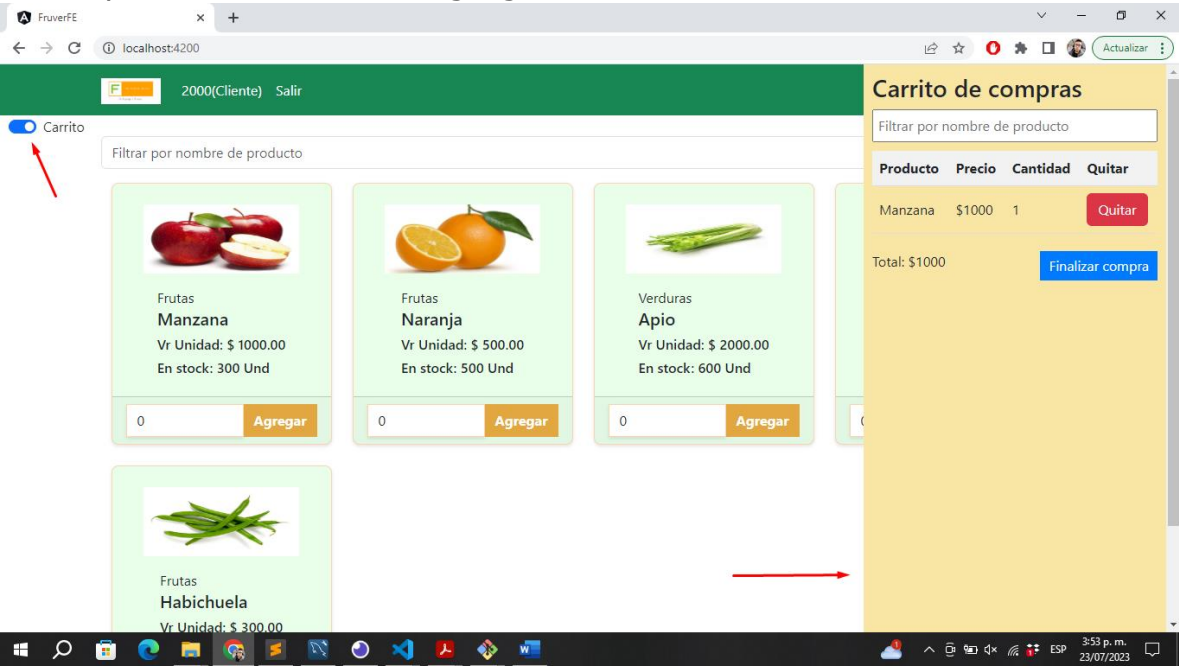 FruverFE
localhost:4200
Actualizar
2000(Cliente) Salir
Carrito
Filtrar por nombre de producto
Frutas
Manzana
Vr Unidad: $ 1000.00
En stock: 300 Und
0 Agregar
Frutas
Naranja
Vr Unidad: $ 500.00
En stock: 500 Und
0 Agregar
Verduras
Apio
Vr Unidad: $ 2000.00
En stock: 600 Und
0 Agregar
Frutas
Habichuela
Vr Unidad: $ 300.00
Carrito de compras
Filtrar por nombre de producto
Producto Precio Cantidad Quitar
Manzana $1000 1 Quitar
Total: $1000 Finalizar compra
ESP
3:53 p. m.
23/07/2023